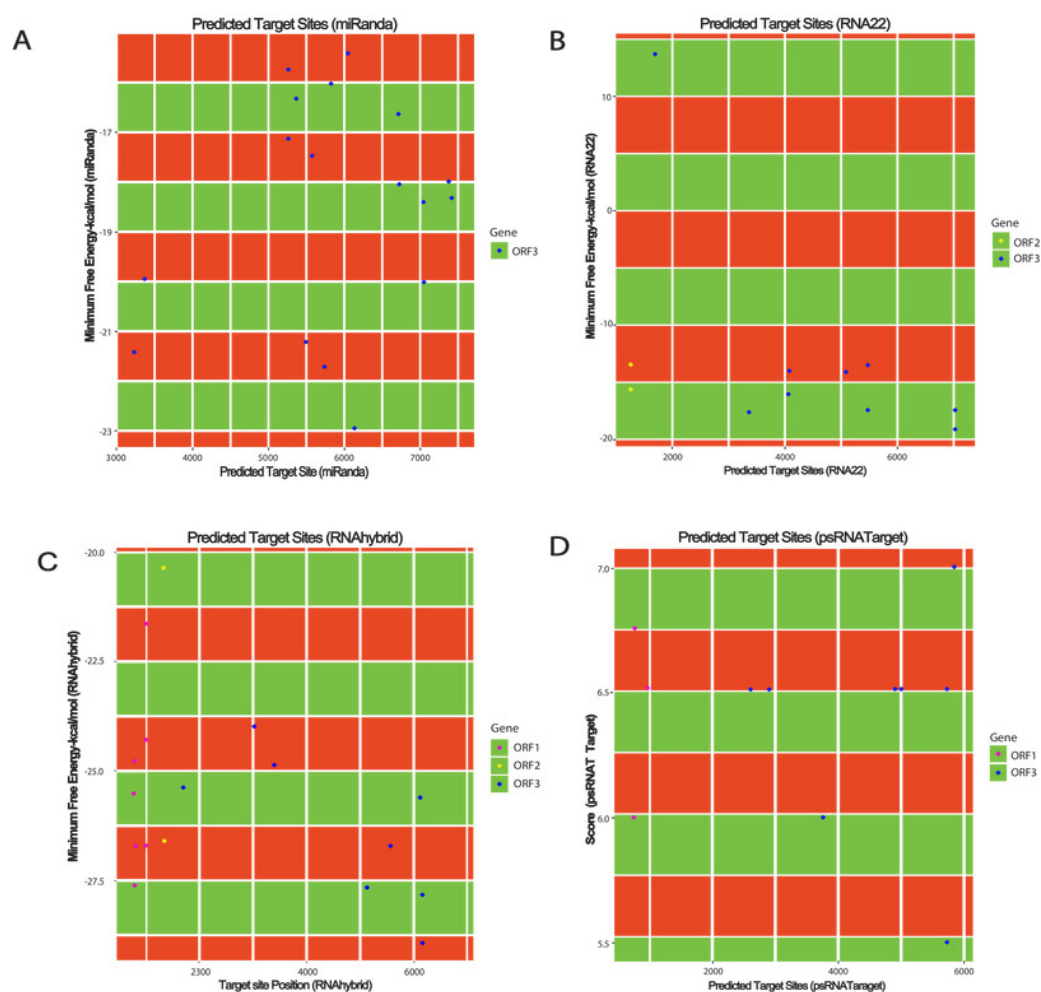 A
Predicted Target Sites (miRanda)
Minimum Free Energy-kcal/mol (miRanda)
-17
-19
-21
-23
3000
4000
5000
6000
7000
Predicted Target Site (miRanda)
Gene
ORF3
B
Predicted Target Sites (RNA22)
Minimum Free Energy-kcal/mol (RNA22)
10
0
-10
-20
2000
4000
6000
Predicted Target Sites (RNA22)
Gene
ORF2
ORF3
C
Predicted Target Sites (RNAhybrid)
Minimum Free Energy-kcal/mol (RNAhybrid)
-20.0
-22.5
-25.0
-27.5
2300
4000
6000
Target site Position (RNAhybrid)
Gene
ORF1
ORF2
ORF3
D
Predicted Target Sites (psRNATarget)
Score (psRNAT Target)
7.0
6.5
6.0
5.5
2000
4000
6000
Predicted Target Sites (psRNATaraget)
Gene
ORF1
ORF3